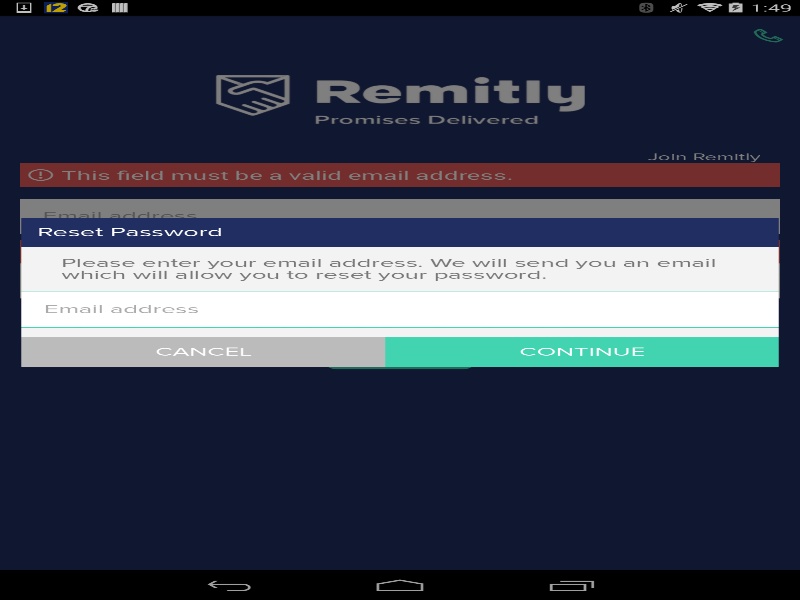 12
1:49
Remitly
Promises Delivered
Join Remitly
This field must be a valid email address.
Email address
Reset Password
Please enter your email address. We will send you an email
which will allow you to reset your password.
Email address
CANCEL
CONTINUE